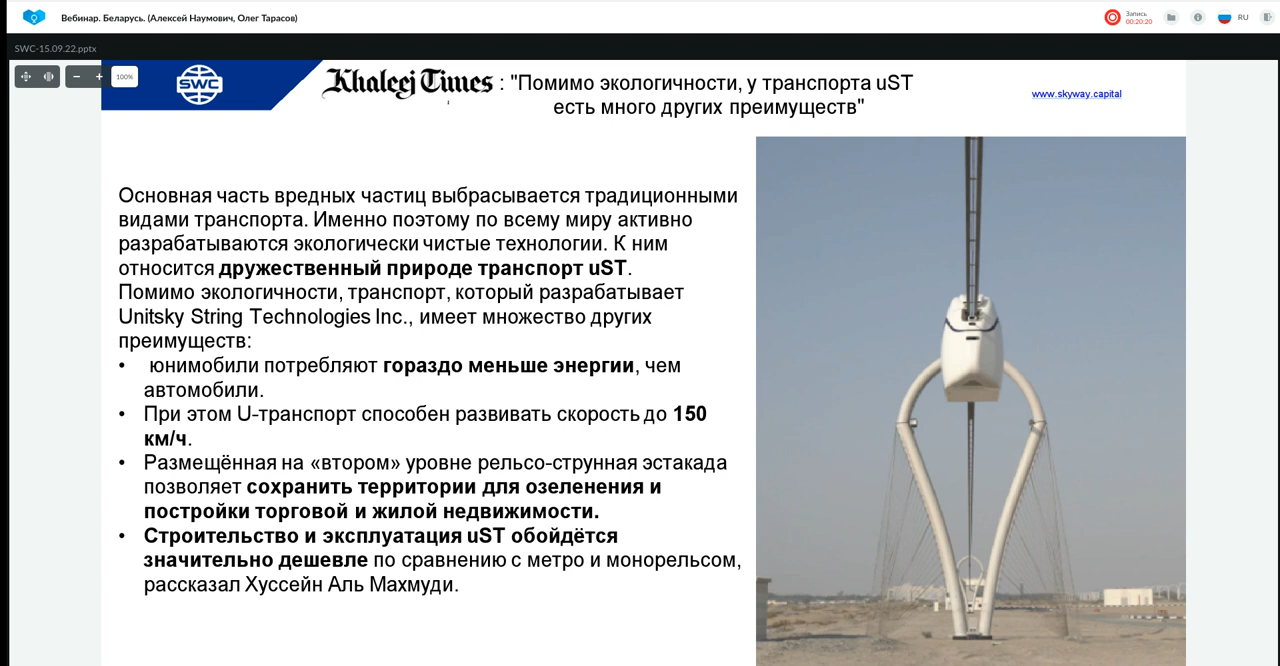 Вебинар. Беларусь. (Алексей Наумович, Олег Тарасов)
Запись
00:20:20
RU
SWC-15.09.22.pptx
100%
SWC
Khaleej Times : "Помимо экологичности, у транспорта uST
есть много других преимуществ"
www.skyway.capital
Основная часть вредных частиц выбрасывается традиционными
видами транспорта. Именно поэтому по всему миру активно
разрабатываются экологически чистые технологии. К ним
относится дружественный природе транспорт uST.
Помимо экологичности, транспорт, который разрабатывает
Unitsky String Technologies Inc., имеет множество других
преимуществ:
• юнимобили потребляют гораздо меньше энергии, чем
автомобили.
• При этом U-транспорт способен развивать скорость до 150
км/ч.
• Размещённая на «втором» уровне рельсо-струнная эстакада
позволяет сохранить территории для озеленения и
постройки торговой и жилой недвижимости.
• Строительство и эксплуатация uST обойдётся
значительно дешевле по сравнению с метро и монорельсом,
рассказал Хуссейн Аль Махмуди.